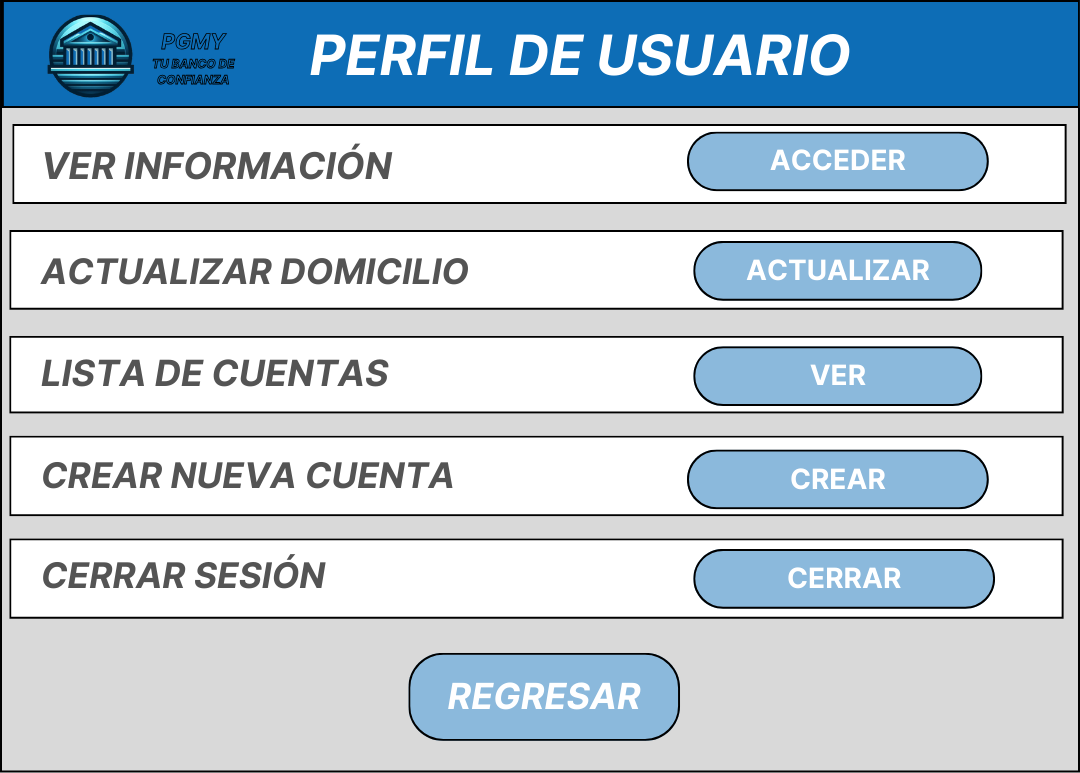 PGMY
TU BANCO DE
CONFIANZA
PERFIL DE USUARIO
VER INFORMACIÓN
ACCEDER
ACTUALIZAR DOMICILIO
ACTUALIZAR
LISTA DE CUENTAS
VER
CREAR NUEVA CUENTA
CREAR
CERRAR SESIÓN
CERRAR
REGRESAR